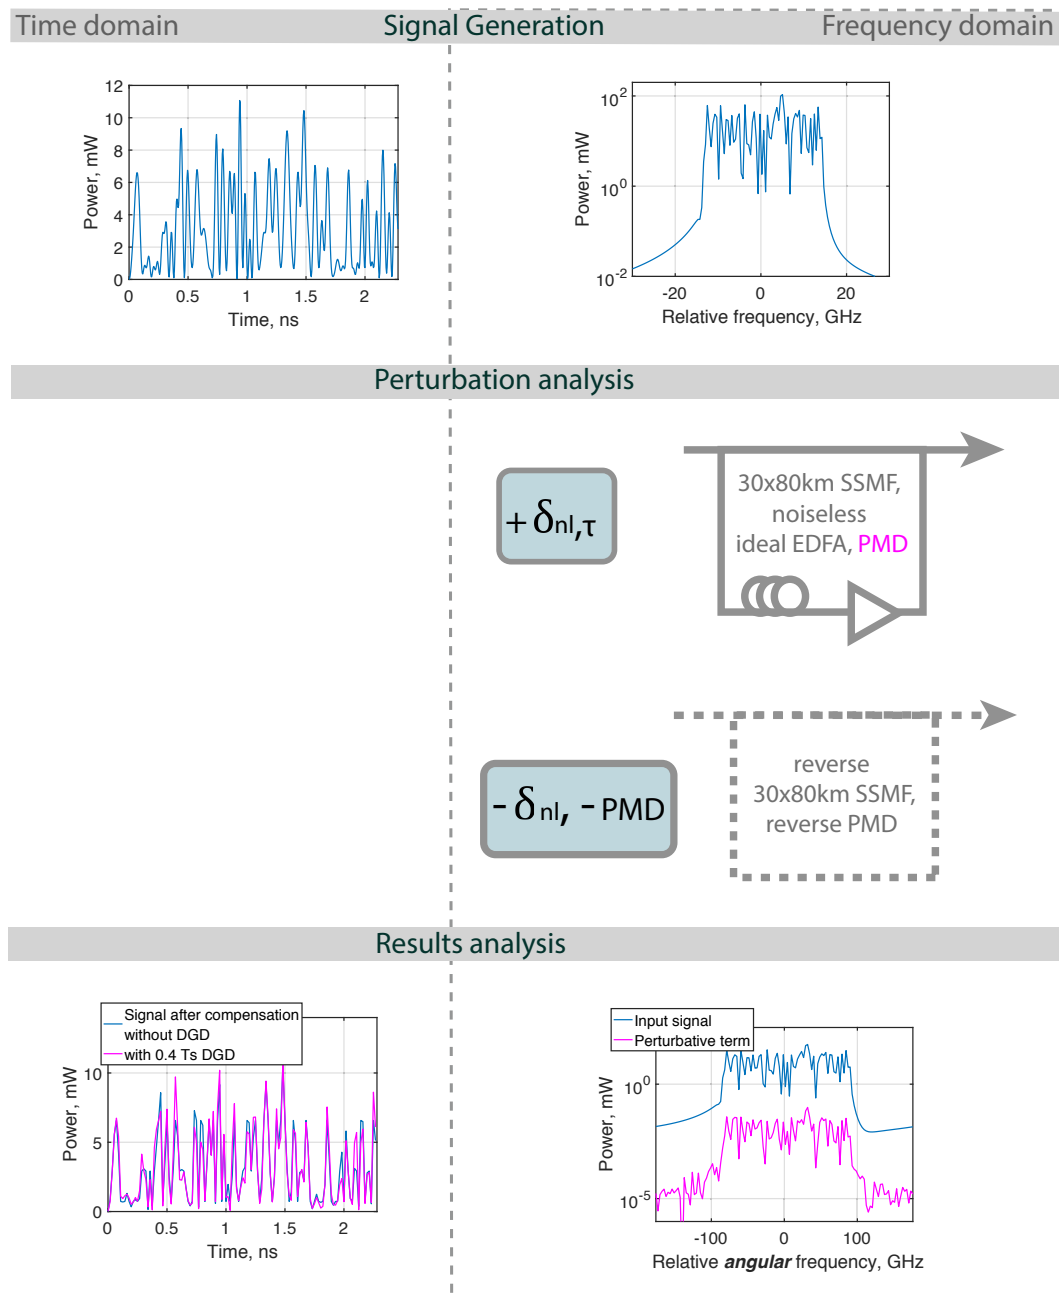 Time domain
Signal Generation
Frequency domain
12
10
8
6
4
2
0
Power, mW
0
0.5
1
1.5
2
Time, ns
10^2
10^0
10^-2
Power, mW
-20
0
20
Relative frequency, GHz
Perturbation analysis
+ δnl,τ
30x80km SSMF,
noiseless
ideal EDFA, PMD
- δnl, - PMD
reverse
30x80km SSMF,
reverse PMD
Results analysis
Signal after compensation
without DGD
with 0.4 Ts DGD
10
5
0
Power, mW
0
0.5
1
1.5
2
Time, ns
Input signal
Perturbative term
10^0
10^-5
Power, mW
-100
0
100
Relative angular frequency, GHz